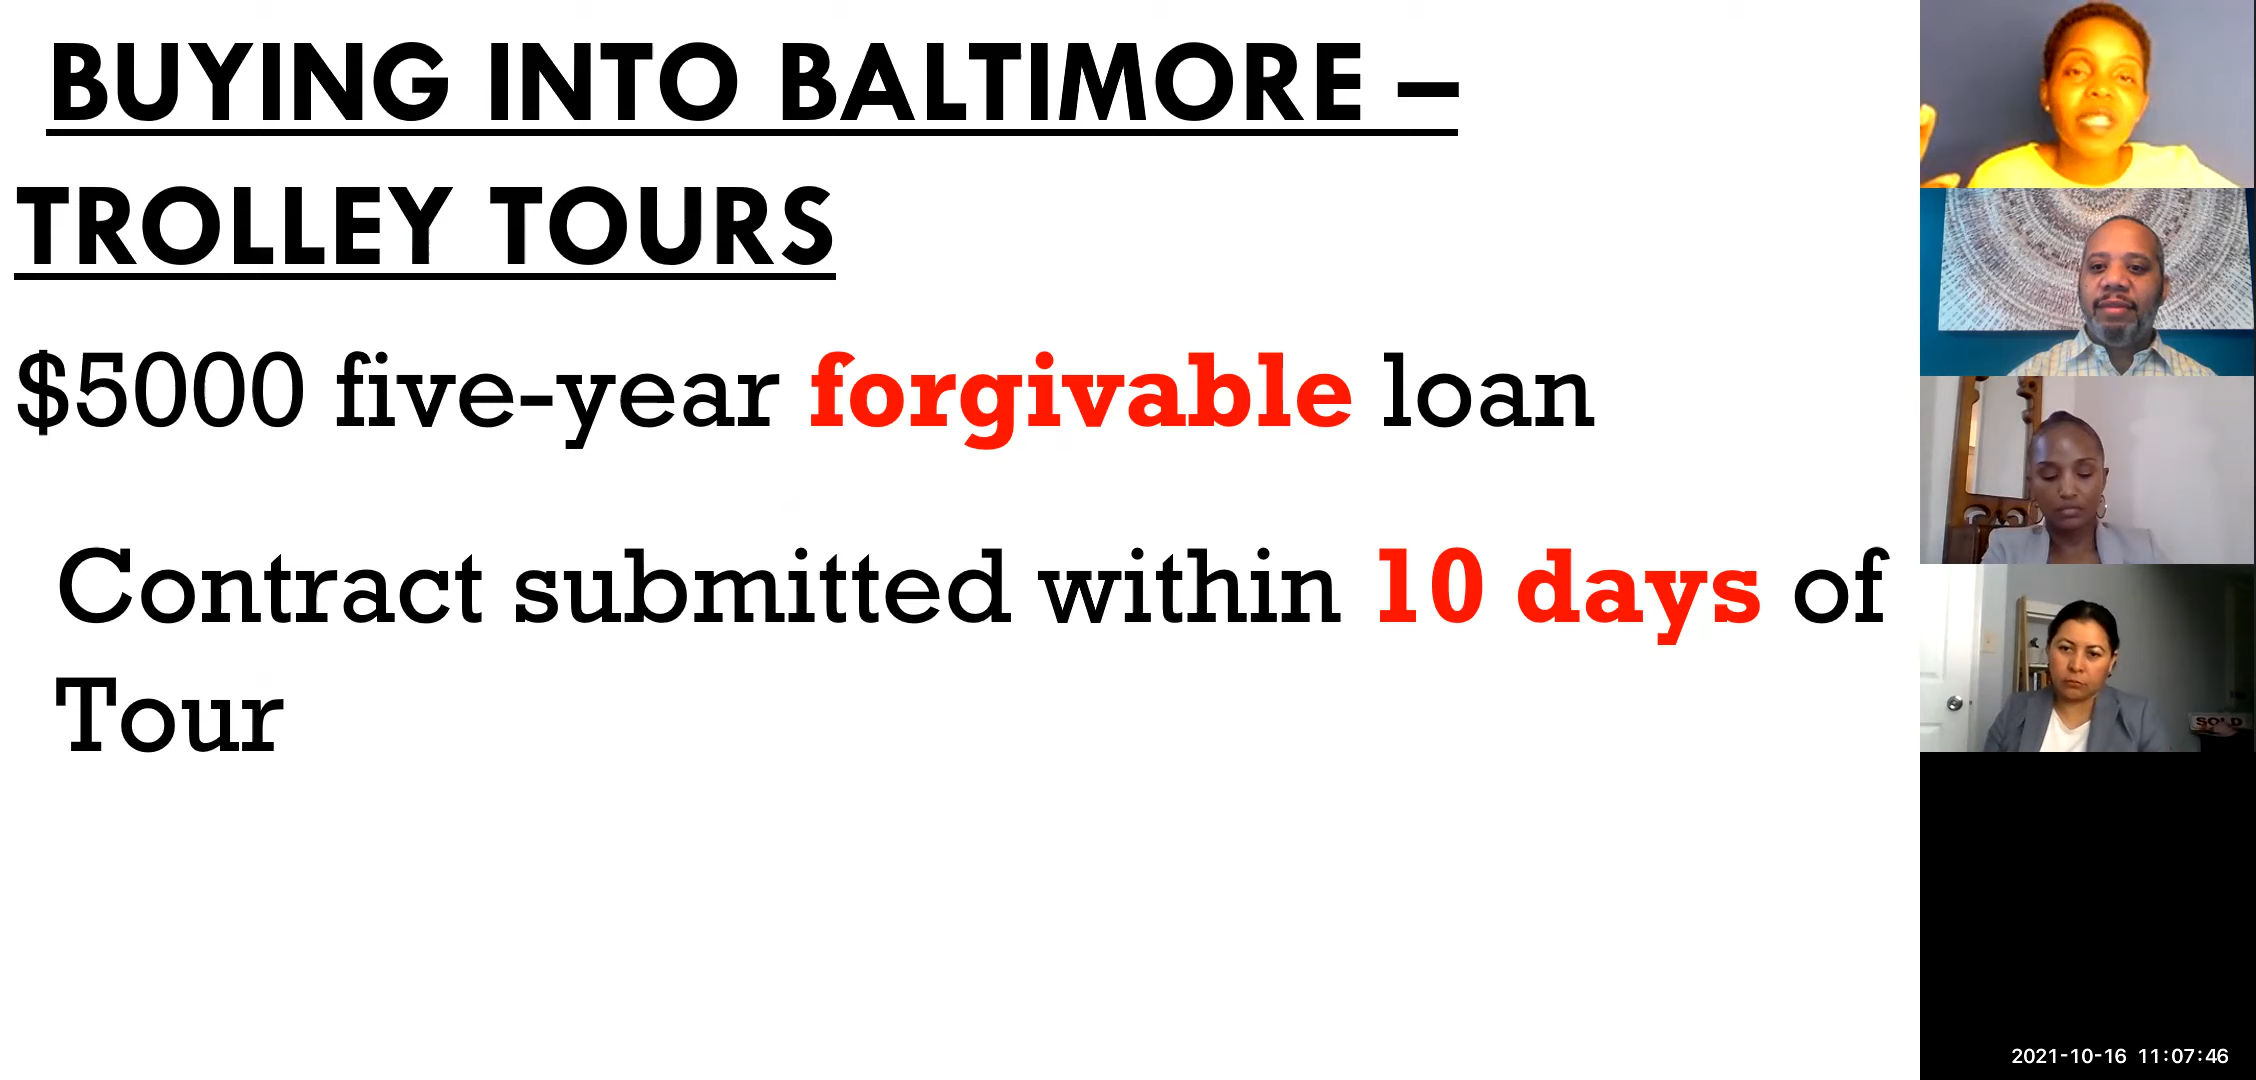 BUYING INTO BALTIMORE –
TROLLEY TOURS
$5000 five-year forgivable loan
Contract submitted within 10 days of
Tour
SOLD
2021-10-16 11:07:46